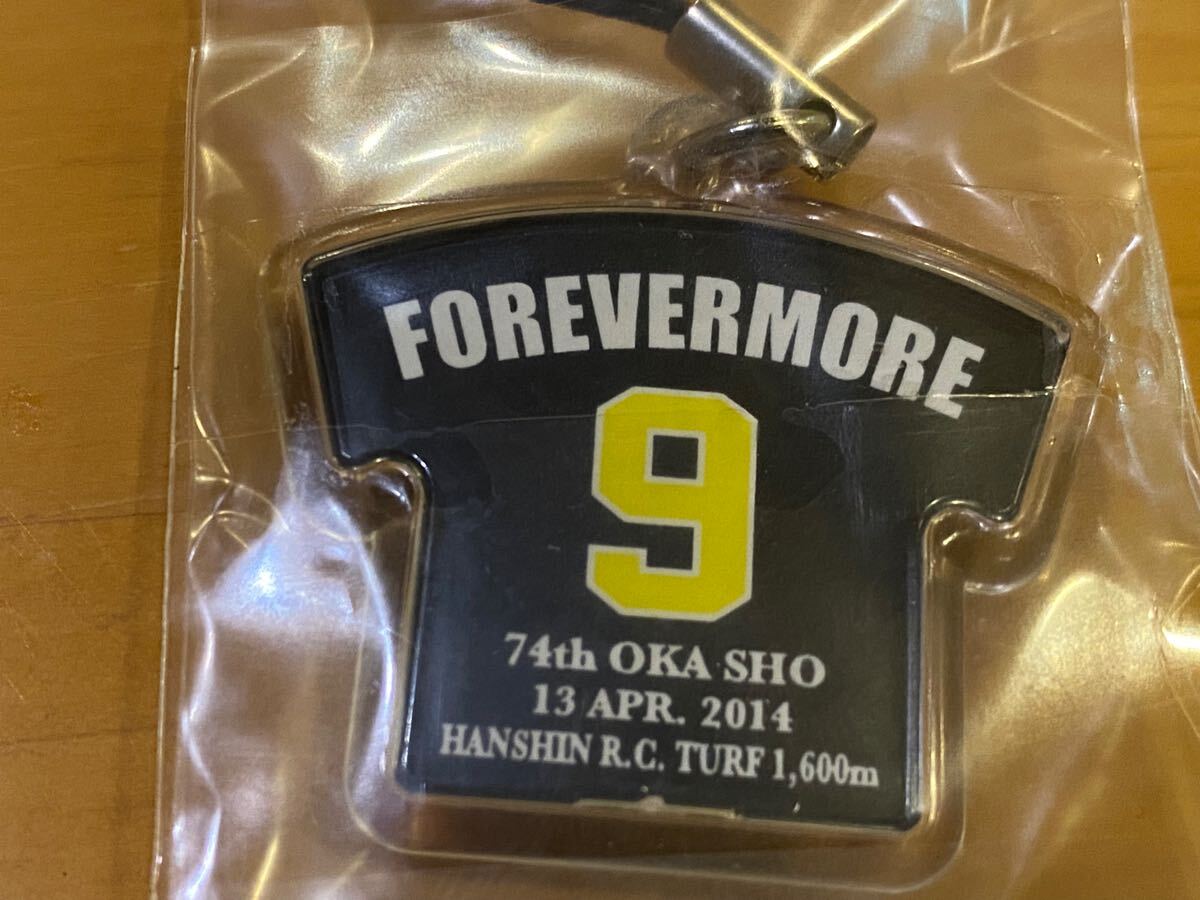 FOREVERMORE
9
74th OKA SHO
13 APR. 2014
HANSHIN R.C. TURF 1,600m